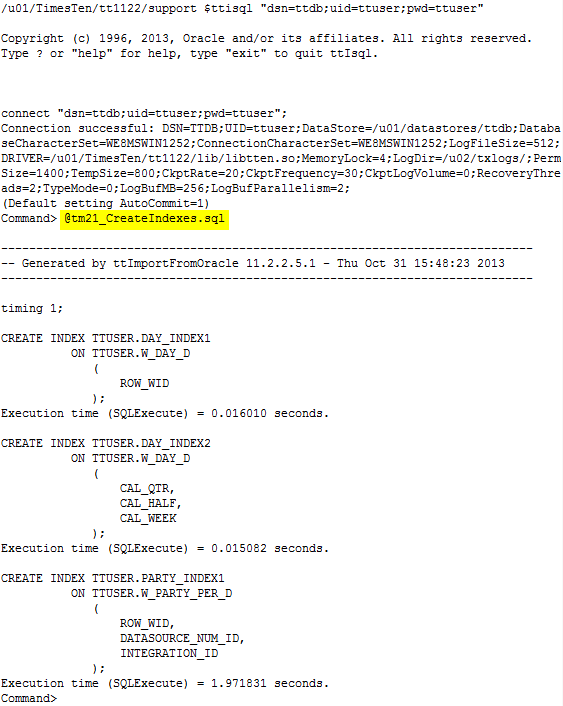 /u01/TimesTen/tt1122/support $ttisql "dsn=ttdb;uid=ttuser;pwd=ttuser"
Copyright (c) 1996, 2013, Oracle and/or its affiliates. All rights reserved.
Type ? or "help" for help, type "exit" to quit ttIsql.
connect "dsn=ttdb;uid=ttuser;pwd=ttuser";
Connection successful: DSN=TTDB;UID=ttuser;DataStore=/u01/datastores/ttdb;Databa
seCharacterSet=WE8MSWIN1252;ConnectionCharacterSet=WE8MSWIN1252;LogFileSize=512;
DRIVER=/u01/TimesTen/tt1122/lib/libtten.so;MemoryLock=4;LogDir=/u02/txlogs/;Perm
Size=1400;TempSize=800;CkptRate=20;CkptFrequency=30;CkptLogVolume=0;RecoveryThre
ads=2;TypeMode=0;LogBufMB=256;LogBufParallelism=2;
(Default setting AutoCommit=1)
Command> @tm21_CreateIndexes.sql
----------------------------------------------------------------------------
-- Generated by ttImportFromOracle 11.2.2.5.1 - Thu Oct 31 15:48:23 2013
----------------------------------------------------------------------------
timing 1;
CREATE INDEX TTUSER.DAY_INDEX1
ON TTUSER.W_DAY_D
(
ROW_WID
);
Execution time (SQLExecute) = 0.016010 seconds.
CREATE INDEX TTUSER.DAY_INDEX2
ON TTUSER.W_DAY_D
(
CAL_QTR,
CAL_HALF,
CAL_WEEK
);
Execution time (SQLExecute) = 0.015082 seconds.
CREATE INDEX TTUSER.PARTY_INDEX1
ON TTUSER.W_PARTY_PER_D
(
ROW_WID,
DATASOURCE_NUM_ID,
INTEGRATION_ID
);
Execution time (SQLExecute) = 1.971831 seconds.
Command>